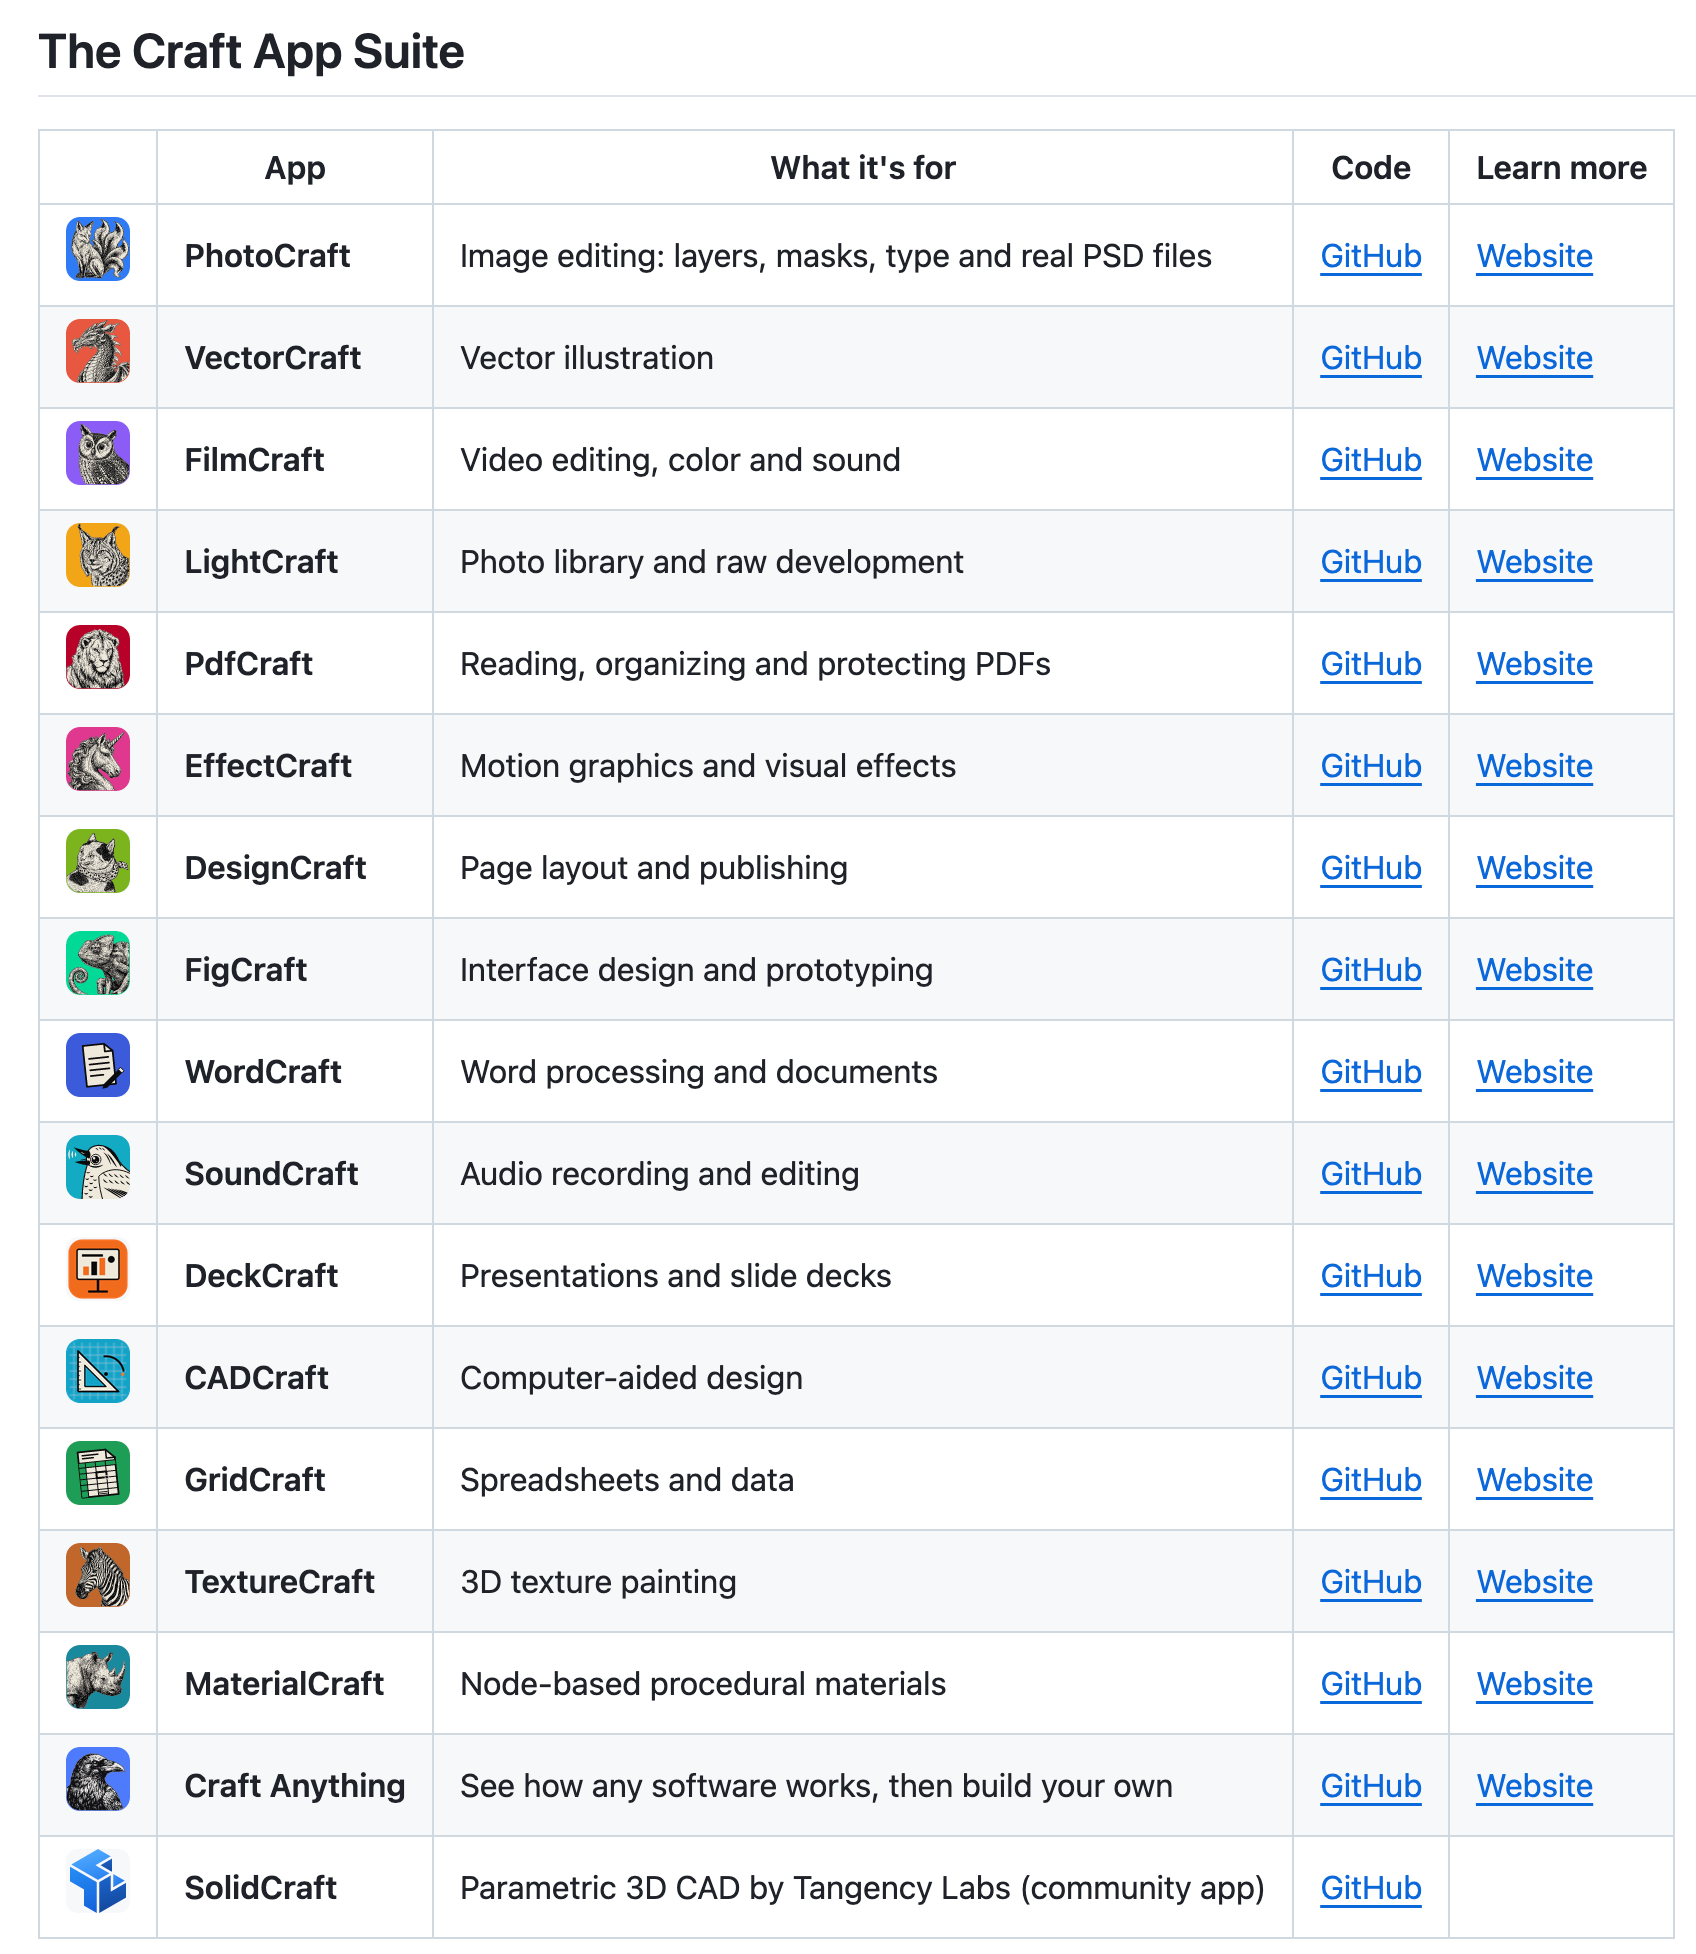 The Craft App Suite
App What it's for Code Learn more
PhotoCraft Image editing: layers, masks, type and real PSD files GitHub Website
VectorCraft Vector illustration GitHub Website
FilmCraft Video editing, color and sound GitHub Website
LightCraft Photo library and raw development GitHub Website
PdfCraft Reading, organizing and protecting PDFs GitHub Website
EffectCraft Motion graphics and visual effects GitHub Website
DesignCraft Page layout and publishing GitHub Website
FigCraft Interface design and prototyping GitHub Website
WordCraft Word processing and documents GitHub Website
SoundCraft Audio recording and editing GitHub Website
DeckCraft Presentations and slide decks GitHub Website
CADCraft Computer-aided design GitHub Website
GridCraft Spreadsheets and data GitHub Website
TextureCraft 3D texture painting GitHub Website
MaterialCraft Node-based procedural materials GitHub Website
Craft Anything See how any software works, then build your own GitHub Website
SolidCraft Parametric 3D CAD by Tangency Labs (community app) GitHub